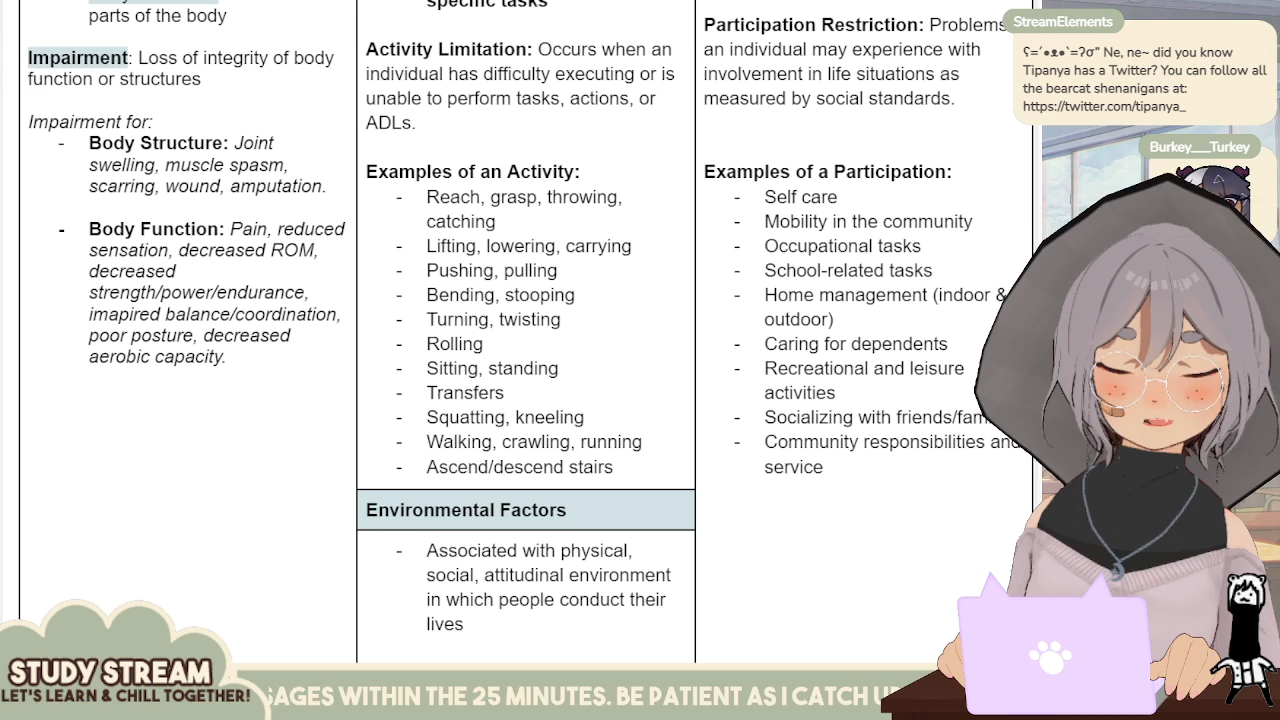 parts of the body
Impairment: Loss of integrity of body
function or structures
Impairment for:
- Body Structure: Joint
swelling, muscle spasm,
scarring, wound, amputation.
- Body Function: Pain, reduced
sensation, decreased ROM,
decreased
strength/power/endurance,
imapired balance/coordination,
poor posture, decreased
aerobic capacity.
specific tasks
Activity Limitation: Occurs when an
individual has difficulty executing or is
unable to perform tasks, actions, or
ADLs.
Examples of an Activity:
- Reach, grasp, throwing,
catching
- Lifting, lowering, carrying
- Pushing, pulling
- Bending, stooping
- Turning, twisting
- Rolling
- Sitting, standing
- Transfers
- Squatting, kneeling
- Walking, crawling, running
- Ascend/descend stairs
Environmental Factors
- Associated with physical,
social, attitudinal environment
in which people conduct their
lives
Participation Restriction: Problems
an individual may experience with
involvement in life situations as
measured by social standards.
Examples of a Participation:
- Self care
- Mobility in the community
- Occupational tasks
- School-related tasks
- Home management (indoor &
outdoor)
- Caring for dependents
- Recreational and leisure
activities
- Socializing with friends/fam
- Community responsibilities and
service
StreamElements
ʕ=´•ᴥ•`=ʔσ" Ne, ne~ did you know
Tipanya has a Twitter? You can follow all
the bearcat shenanigans at:
https://twitter.com/tipanya_
Burkey___Turkey
STUDY STREAM
LET'S LEARN & CHILL TOGETHER!
SAGES WITHIN THE 25 MINUTES. BE PATIENT AS I CATCH U